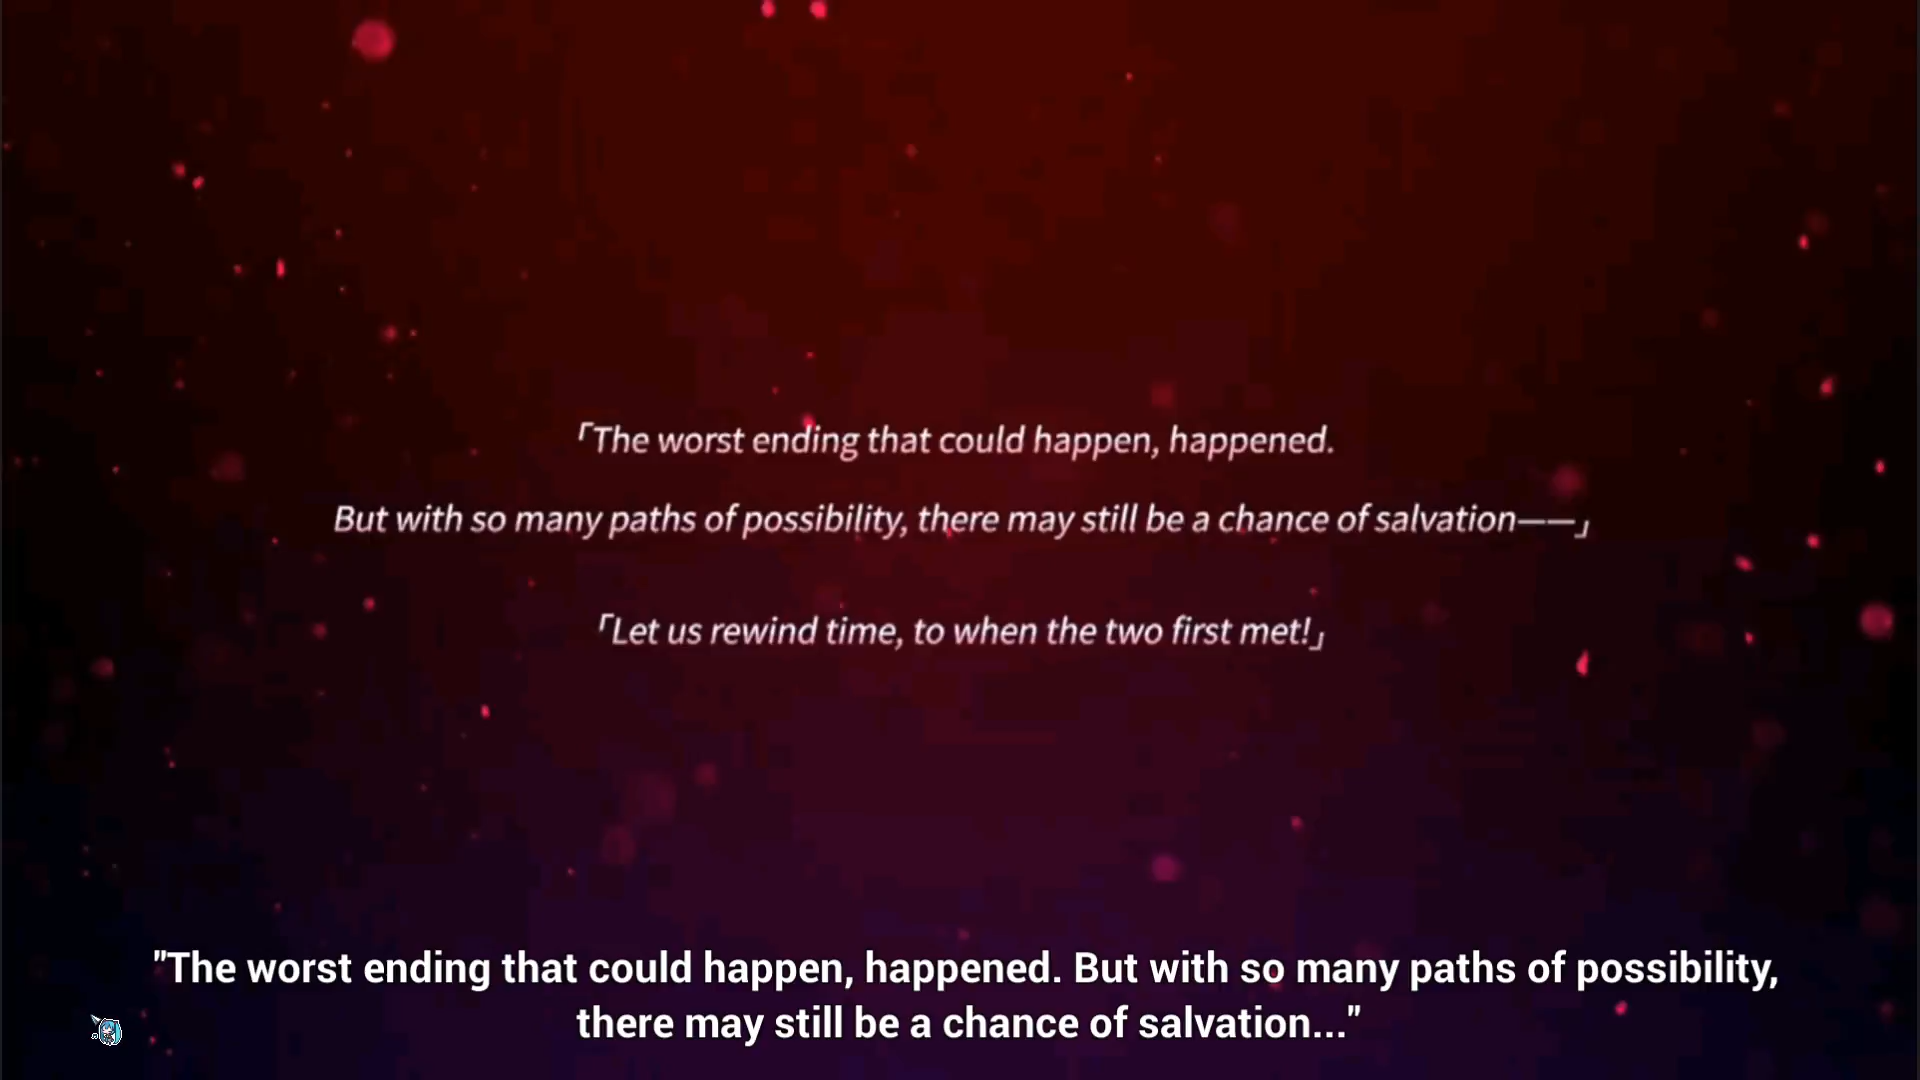 「The worst ending that could happen, happened.
But with so many paths of possibility, there may still be a chance of salvation——」
「Let us rewind time, to when the two first met!」
"The worst ending that could happen, happened. But with so many paths of possibility,
there may still be a chance of salvation..."